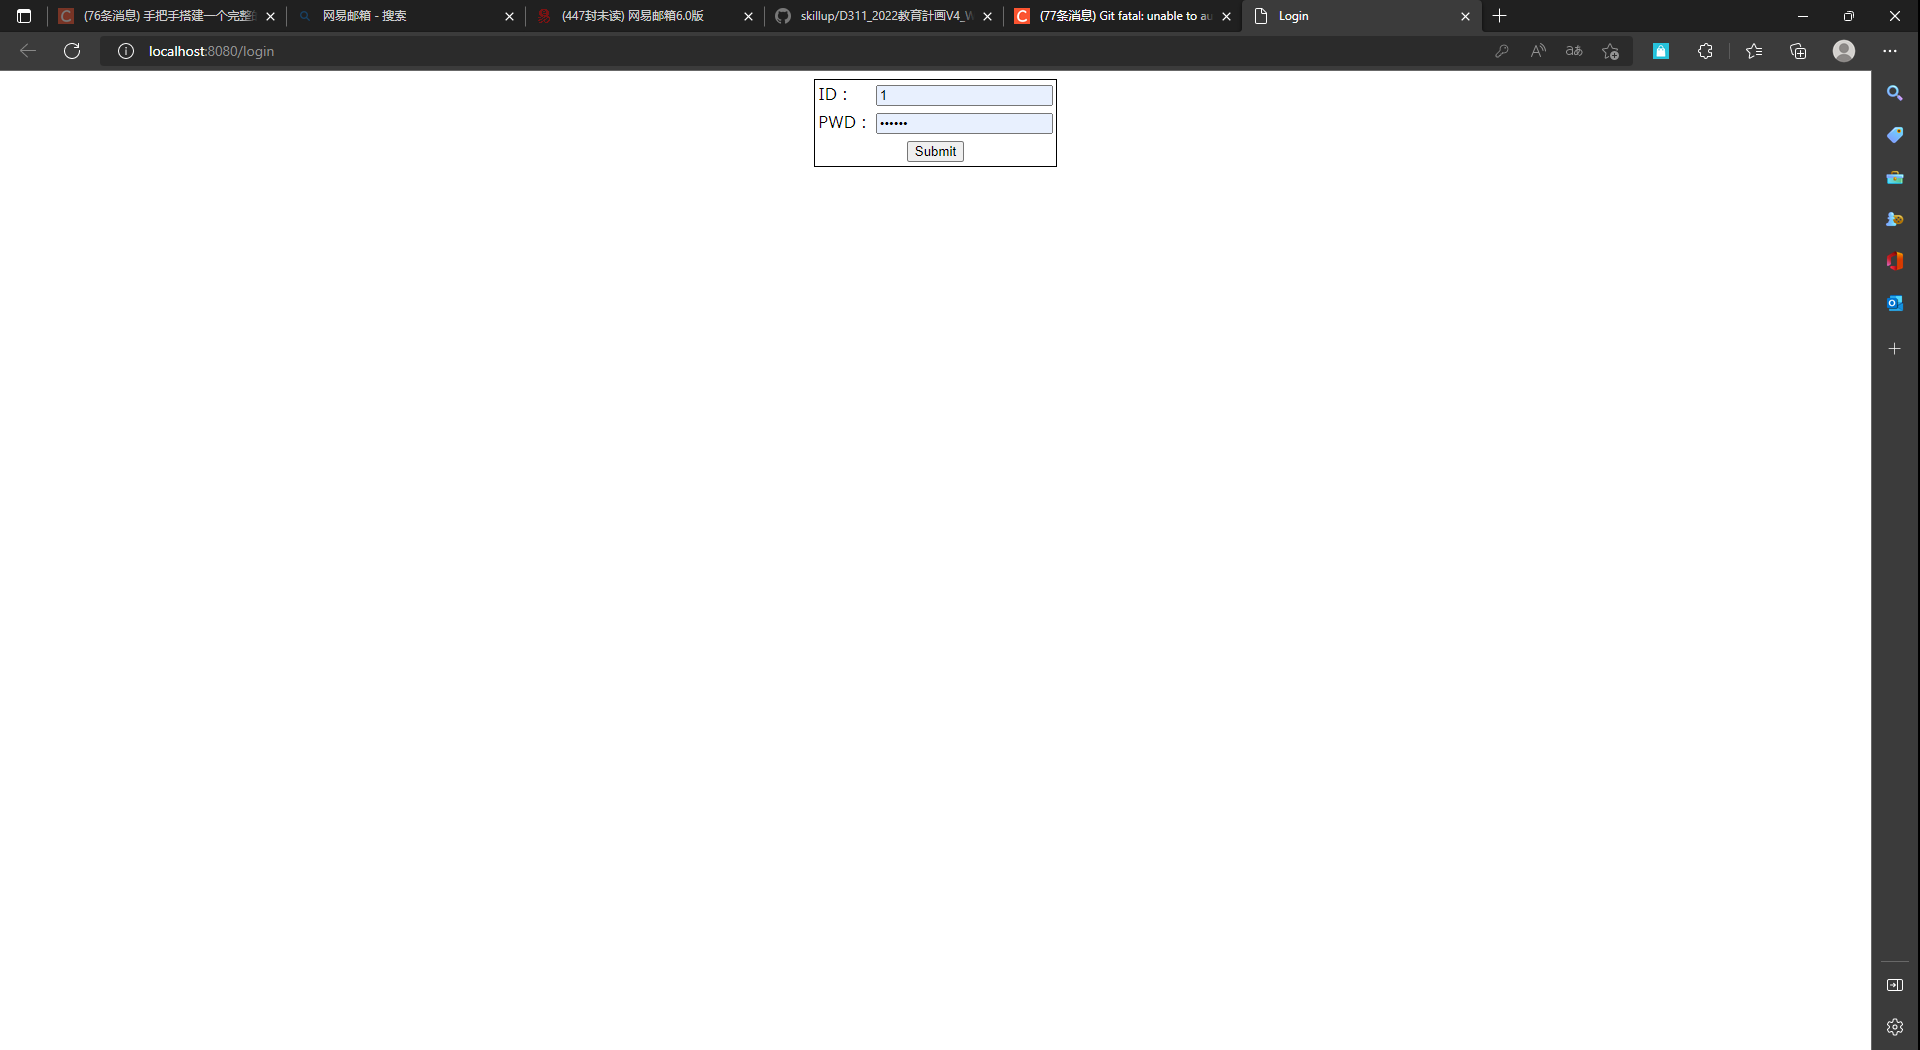 (76条消息) 手把手搭建一个完整
网易邮箱 - 搜索
(447封未读) 网易邮箱6.0版
skillup/D311_2022教育計画V4_W
(77条消息) Git fatal: unable to au
Login
localhost:8080/login
ID：
1
PWD：
••••••
Submit